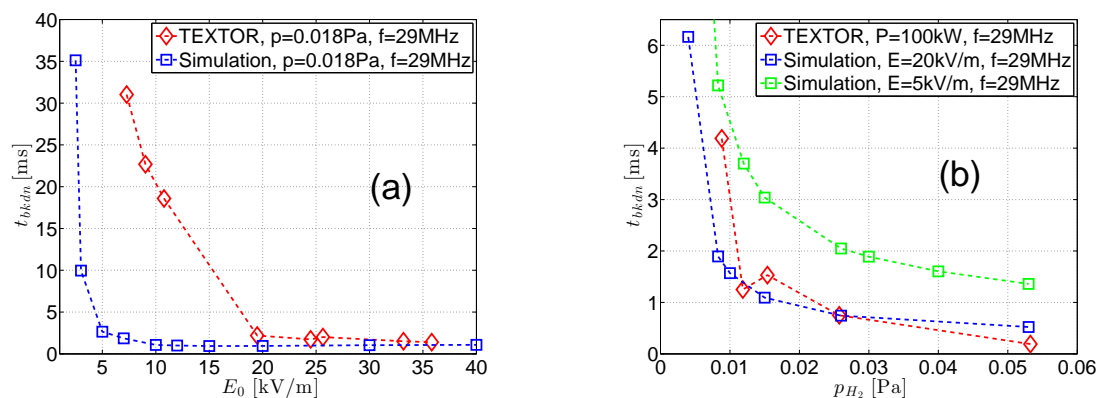 TEXTOR, p=0.018Pa, f=29MHz
Simulation, p=0.018Pa, f=29MHz
(a)
40
35
30
25
20
15
10
5
0
t_bkdn [ms]
5 10 15 20 25 30 35 40
E_0 [kV/m]
TEXTOR, P=100kW, f=29MHz
Simulation, E=20kV/m, f=29MHz
Simulation, E=5kV/m, f=29MHz
(b)
6
5
4
3
2
1
0
t_bkdn [ms]
0 0.01 0.02 0.03 0.04 0.05 0.06
p_H_2 [Pa]